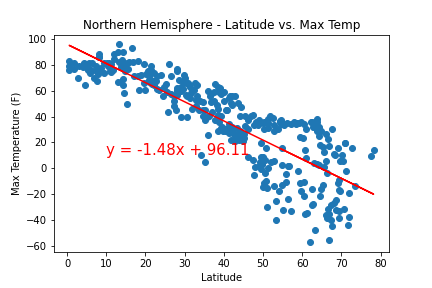 Northern Hemisphere - Latitude vs. Max Temp
Max Temperature (F)
100
80
60
40
20
0
−20
−40
−60
y = -1.48x + 96.11
0 10 20 30 40 50 60 70 80
Latitude